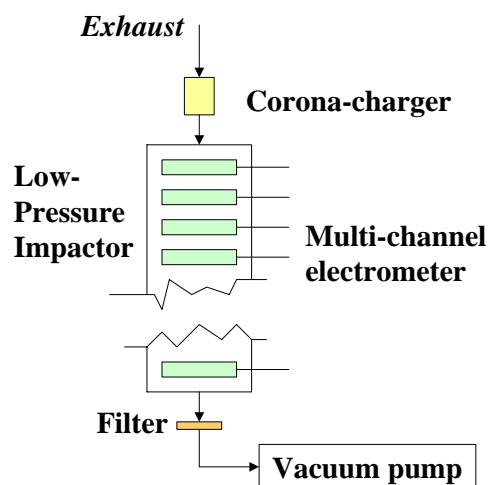 Exhaust
Corona-charger
Low-
Pressure
Impactor
Multi-channel
electrometer
Filter
Vacuum pump